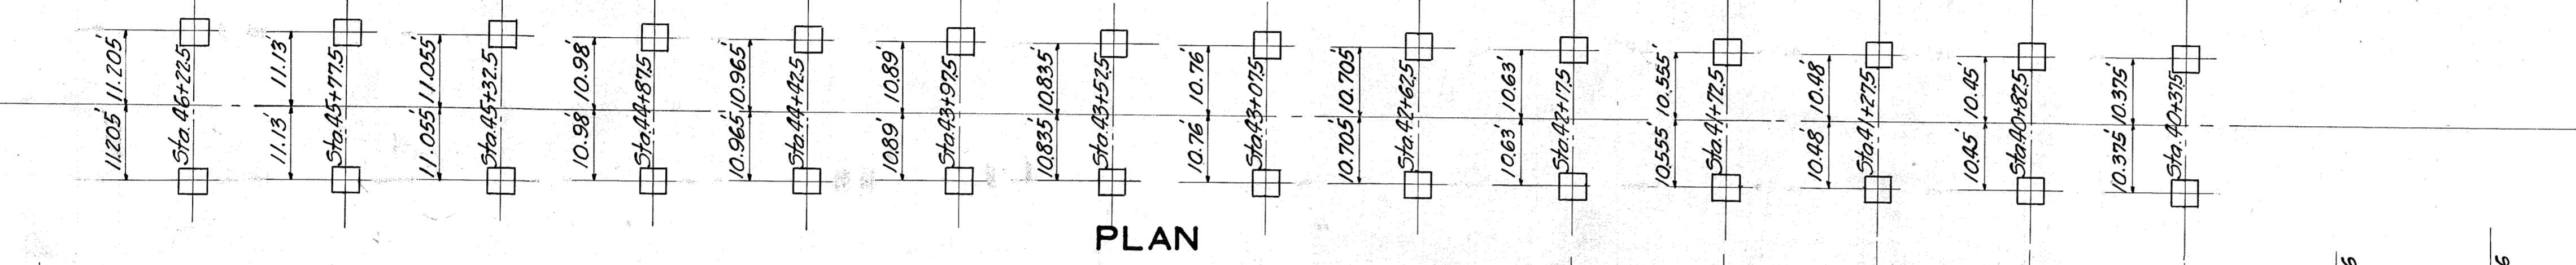 11.205' 11.205' Sta.46+22.5
11.13' 11.13' Sta.45+77.5
11.055' 11.055' Sta.45+32.5
10.98' 10.98' Sta.44+87.5
10.965' 10.965' Sta.44+42.5
10.89' 10.89' Sta.43+97.5
10.835' 10.835' Sta.43+52.5
10.76' 10.76' Sta.43+07.5
10.705' 10.705' Sta.42+62.5
10.63' 10.63' Sta.42+17.5
10.555' 10.555' Sta.41+72.5
10.48' 10.48' Sta.41+27.5
10.45' 10.45' Sta.40+82.5
10.375' 10.375' Sta.40+37.5
PLAN